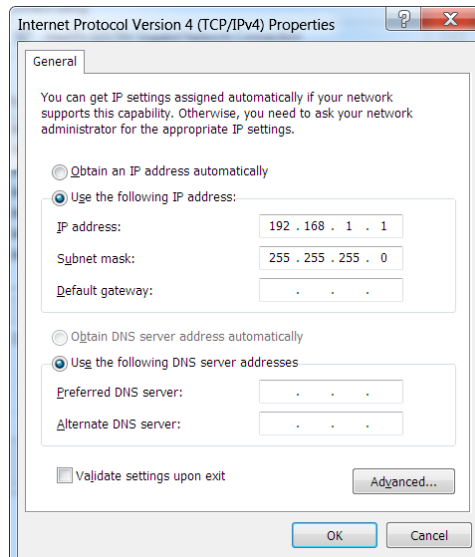 Internet Protocol Version 4 (TCP/IPv4) Properties
General
You can get IP settings assigned automatically if your network
supports this capability. Otherwise, you need to ask your network
administrator for the appropriate IP settings.
Obtain an IP address automatically
Use the following IP address:
IP address: 192 . 168 . 1 . 1
Subnet mask: 255 . 255 . 255 . 0
Default gateway: . . .
Obtain DNS server address automatically
Use the following DNS server addresses
Preferred DNS server: . . .
Alternate DNS server: . . .
Validate settings upon exit
Advanced...
OK Cancel